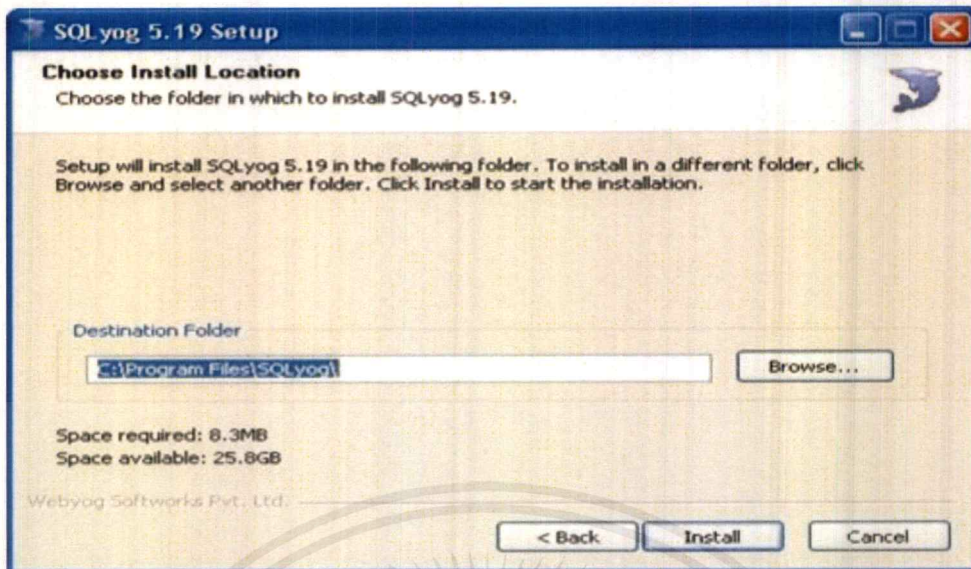 SQLyog 5.19 Setup
Choose Install Location
Choose the folder in which to install SQLyog 5.19.
Setup will install SQLyog 5.19 in the following folder. To install in a different folder, click
Browse and select another folder. Click Install to start the installation.
Destination Folder
C:\Program Files\SQLyog\
Browse...
Space required: 8.3MB
Space available: 25.8GB
Webyog Softworks Pvt. Ltd.
< Back
Install
Cancel